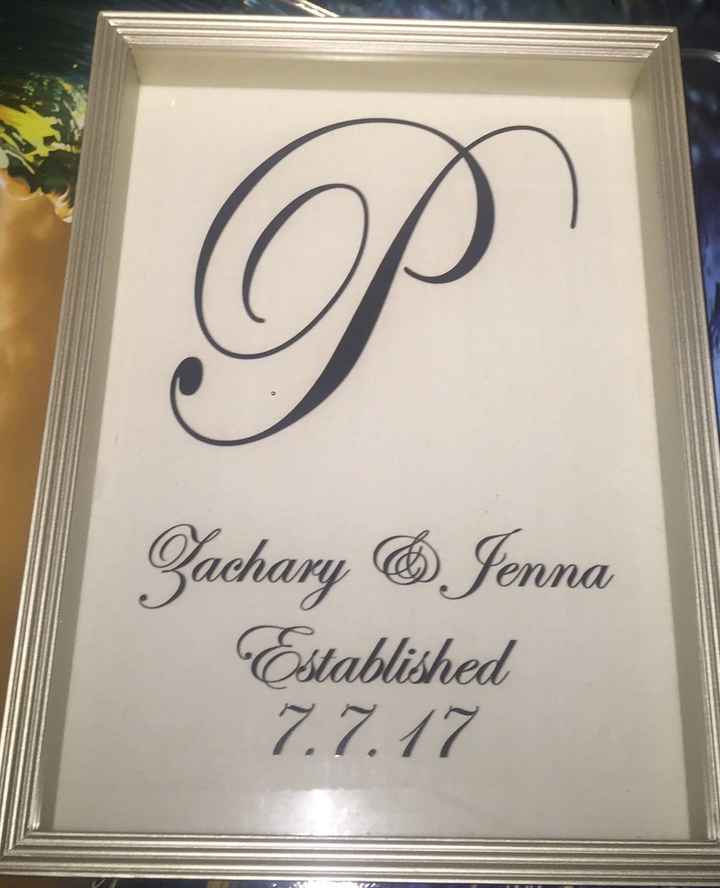 P
Zachary & Jenna
Established
7.7.17